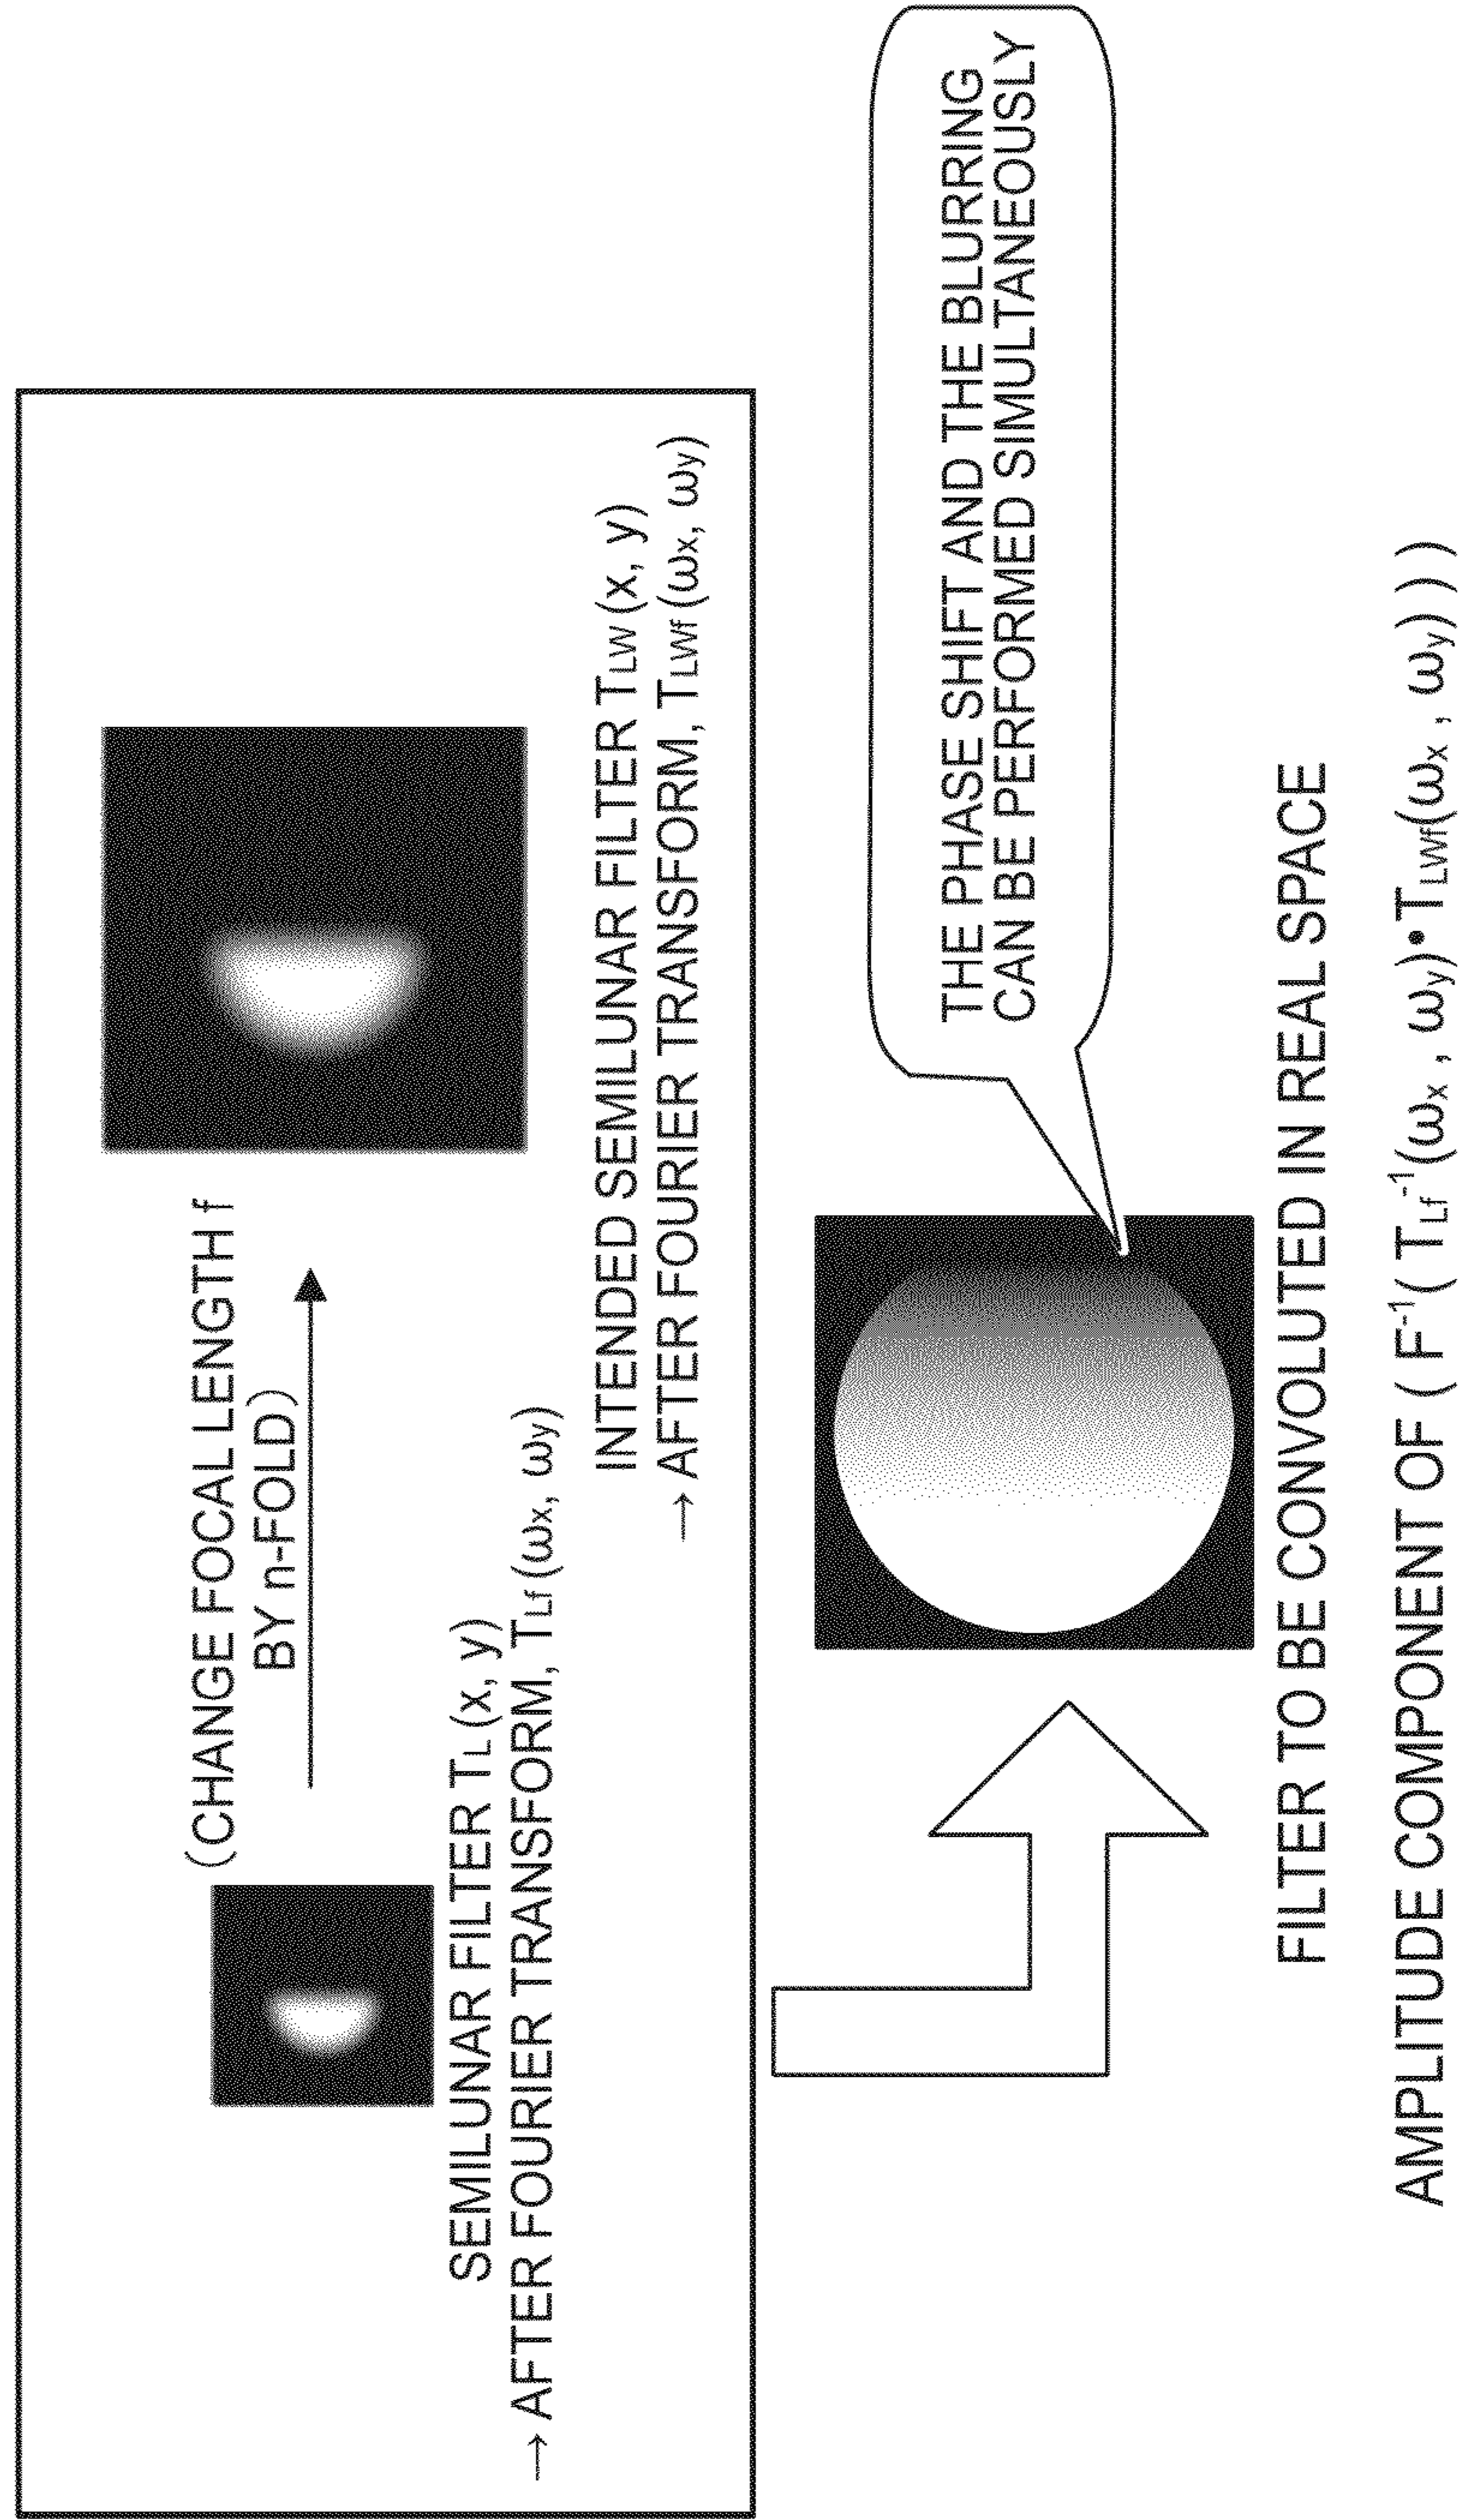 (CHANGE FOCAL LENGTH f
BY n-FOLD)
SEMILUNAR FILTER TL (x, y)
→ AFTER FOURIER TRANSFORM, TLf (ωx, ωy)
INTENDED SEMILUNAR FILTER TLW (x, y)
→ AFTER FOURIER TRANSFORM, TLWf (ωx, ωy)
THE PHASE SHIFT AND THE BLURRING
CAN BE PERFORMED SIMULTANEOUSLY
FILTER TO BE CONVOLUTED IN REAL SPACE
AMPLITUDE COMPONENT OF ( F⁻¹( TLf⁻¹(ωx , ωy)•TLWf(ωx , ωy) ) )